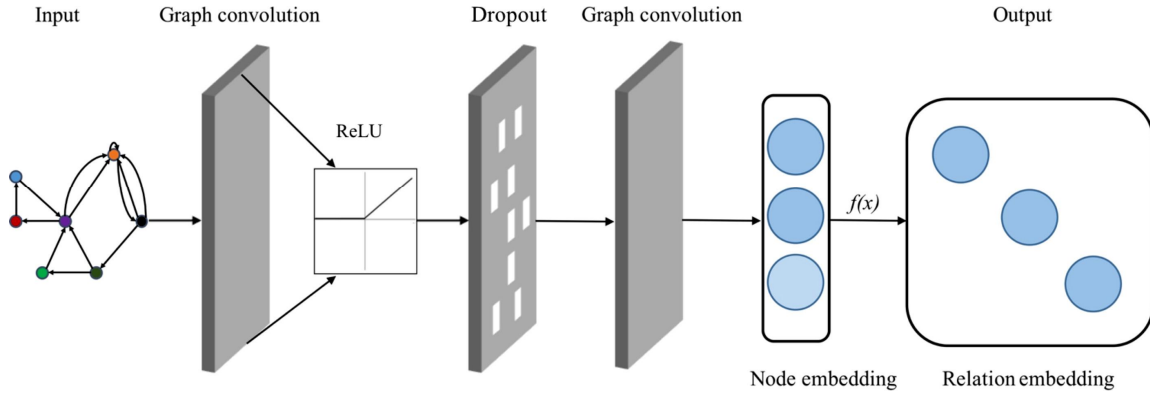 Input
Graph convolution
Dropout
Graph convolution
Output
ReLU
f(x)
Node embedding
Relation embedding